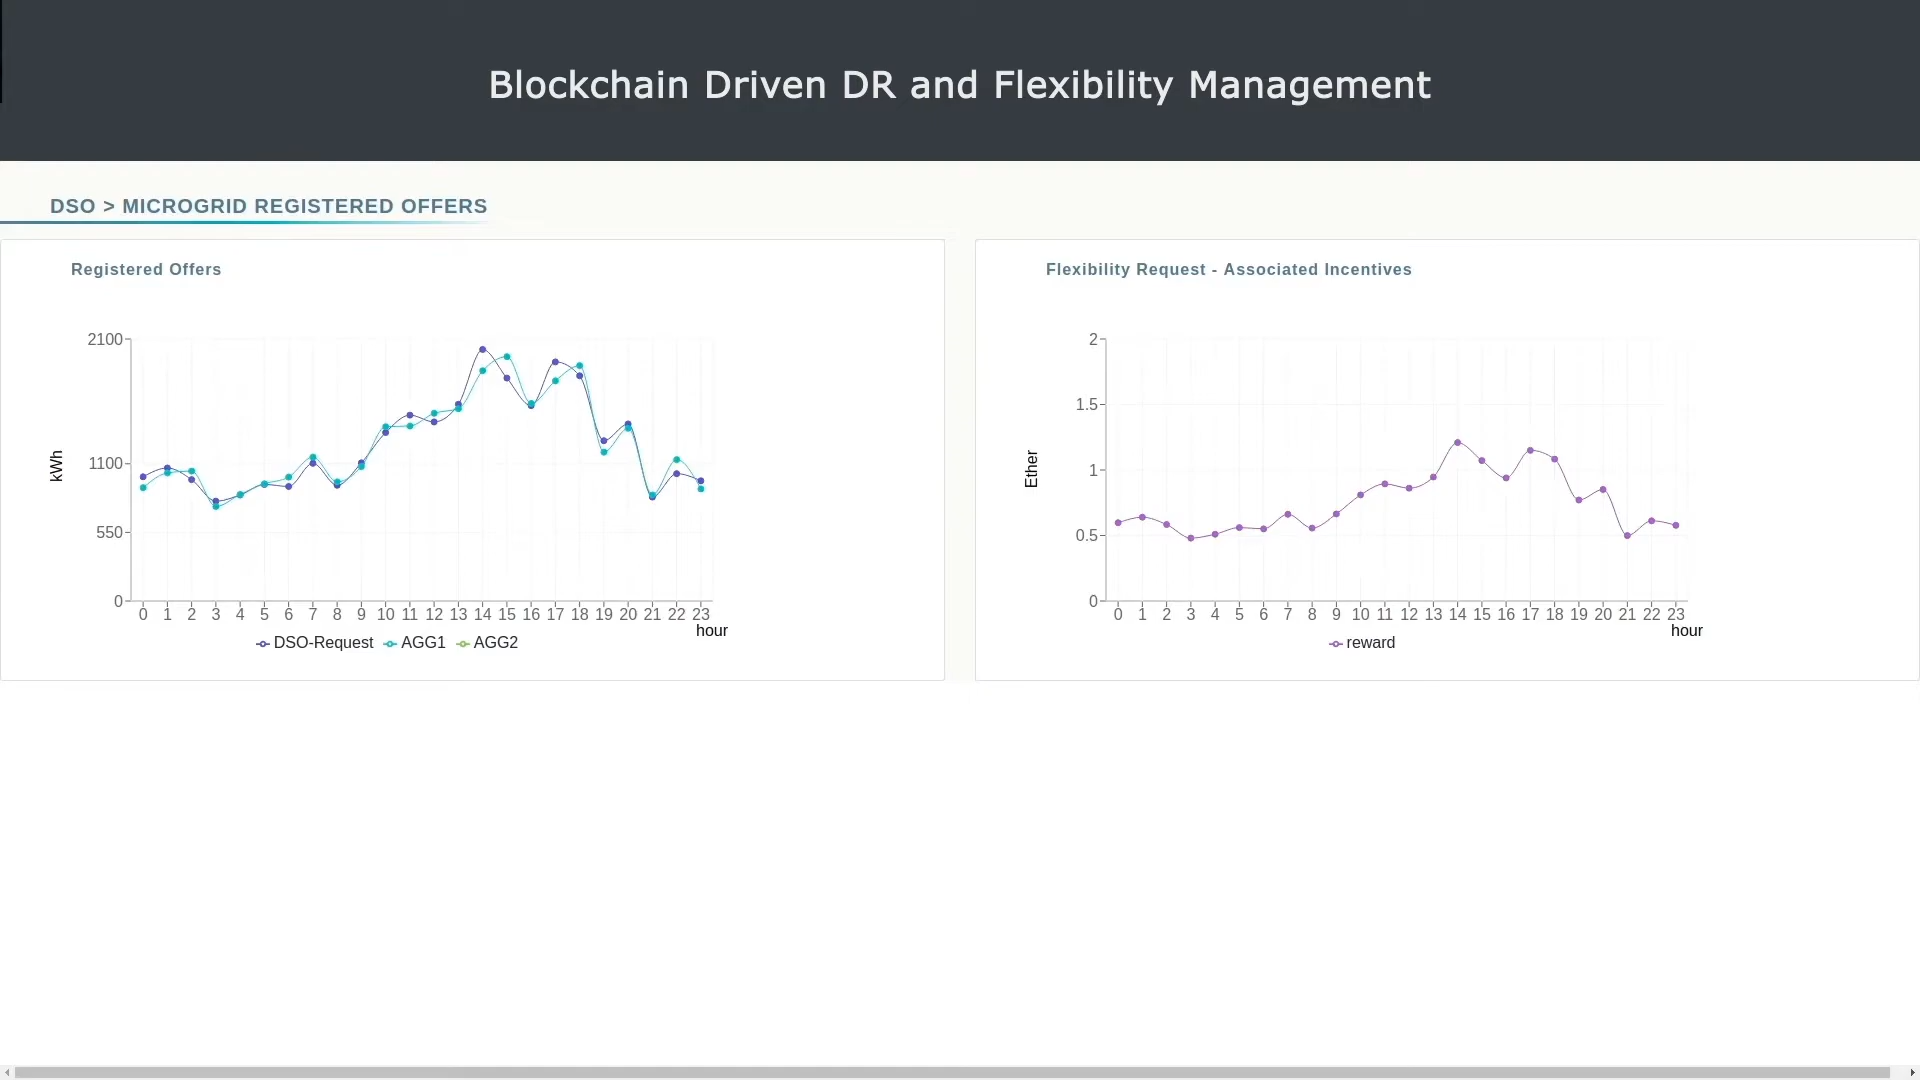 Blockchain Driven DR and Flexibility Management
DSO > MICROGRID REGISTERED OFFERS
Registered Offers
2100
1100
550
0
kWh
0 1 2 3 4 5 6 7 8 9 10 11 12 13 14 15 16 17 18 19 20 21 22 23
hour
DSO-Request AGG1 AGG2
Flexibility Request - Associated Incentives
2
1.5
1
0.5
0
Ether
0 1 2 3 4 5 6 7 8 9 10 11 12 13 14 15 16 17 18 19 20 21 22 23
hour
reward